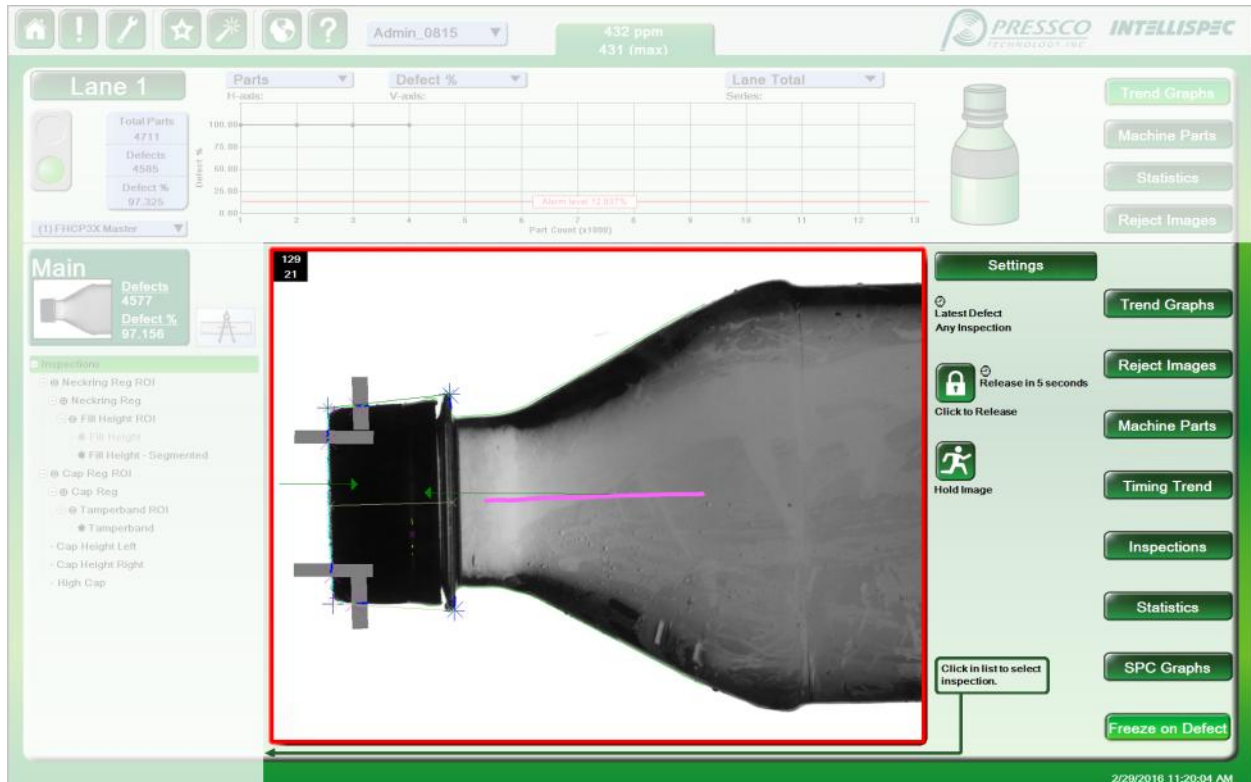 Admin_0815
432 ppm
431 (max)
PRESSCO
TECHNOLOGY INC
INTELLISPEC
Lane 1
Parts
H-axis:
Defect %
V-axis:
Lane Total
Series:
Total Parts
4711
Defects
4585
Defect %
97.325
(1) FHCP3X Master
Defect %
100.00
75.00
50.00
25.00
0.00
Alarm level 12.837%
1 2 3 4 5 6 7 8 9 10 11 12 13
Part Count (x1000)
Trend Graphs
Machine Parts
Statistics
Reject Images
Main
Defects
4577
Defect %
97.156
Inspections
Neckring Reg ROI
Neckring Reg
Fill Height ROI
Fill Height
Fill Height - Segmented
Cap Reg ROI
Cap Reg
Tamperband ROI
Tamperband
Cap Height Left
Cap Height Right
High Cap
129
21
Settings
Latest Defect
Any Inspection
Release in 5 seconds
Click to Release
Hold Image
Click in list to select
inspection.
Trend Graphs
Reject Images
Machine Parts
Timing Trend
Inspections
Statistics
SPC Graphs
Freeze on Defect
2/29/2016 11:20:04 AM